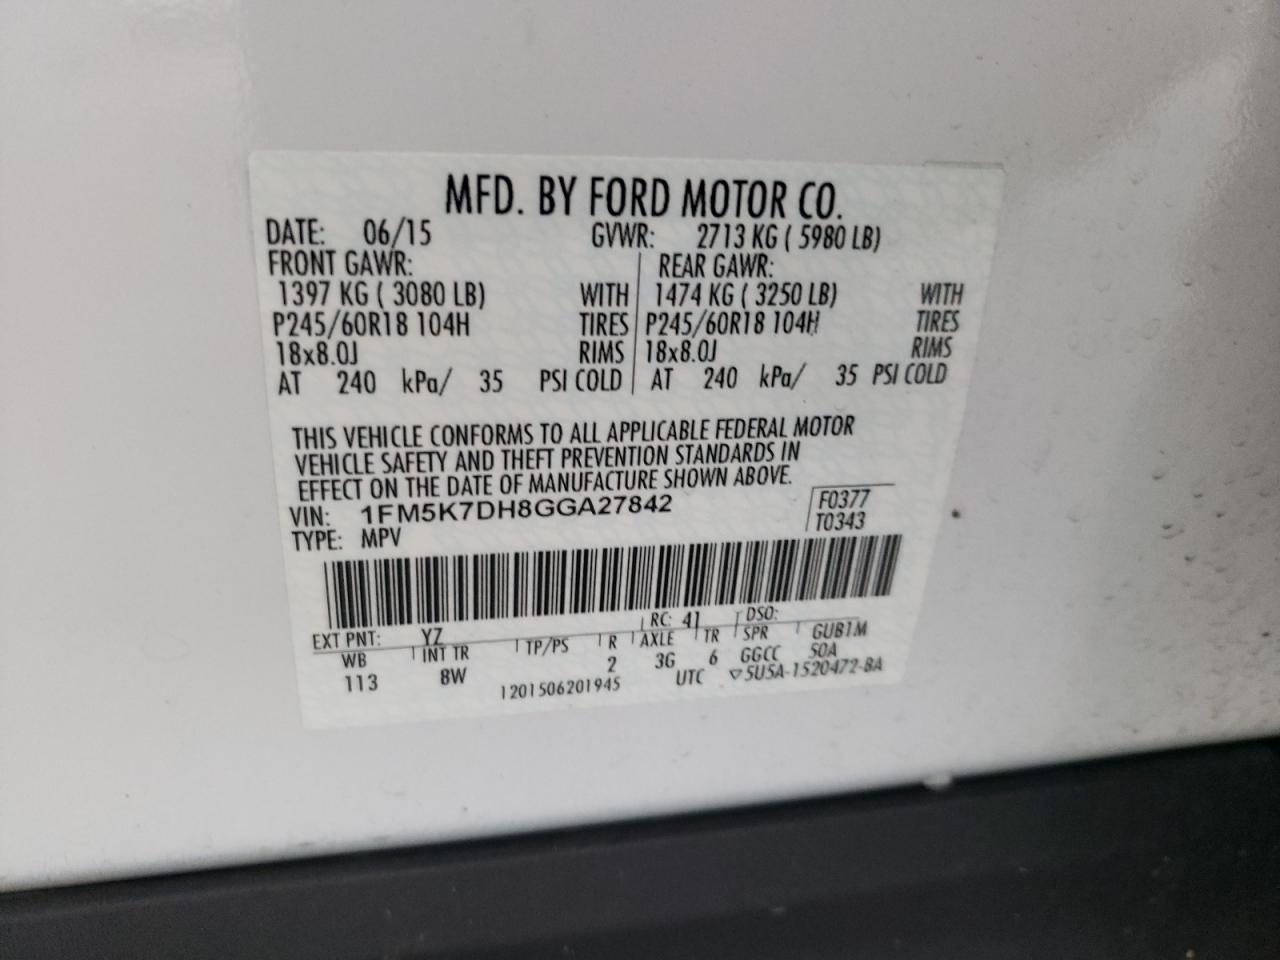 MFD. BY FORD MOTOR CO.
DATE: 06/15 GVWR: 2713 KG ( 5980 LB)
FRONT GAWR: REAR GAWR:
1397 KG ( 3080 LB) WITH 1474 KG ( 3250 LB) WITH
P245/60R18 104H TIRES P245/60R18 104H TIRES
18x8.0J RIMS 18x8.0J RIMS
AT 240 kPa/ 35 PSI COLD AT 240 kPa/ 35 PSI COLD
THIS VEHICLE CONFORMS TO ALL APPLICABLE FEDERAL MOTOR
VEHICLE SAFETY AND THEFT PREVENTION STANDARDS IN
EFFECT ON THE DATE OF MANUFACTURE SHOWN ABOVE.
VIN: 1FM5K7DH8GGA27842 F0377
TYPE: MPV T0343
EXT PNT: YZ RC: 41 DSO:
WB INT TR TP/PS R AXLE TR SPR GUB1M
113 8W 2 3G 6 GGCC 50A
1201506201945 UTC ▽5U5A-1520472-BA